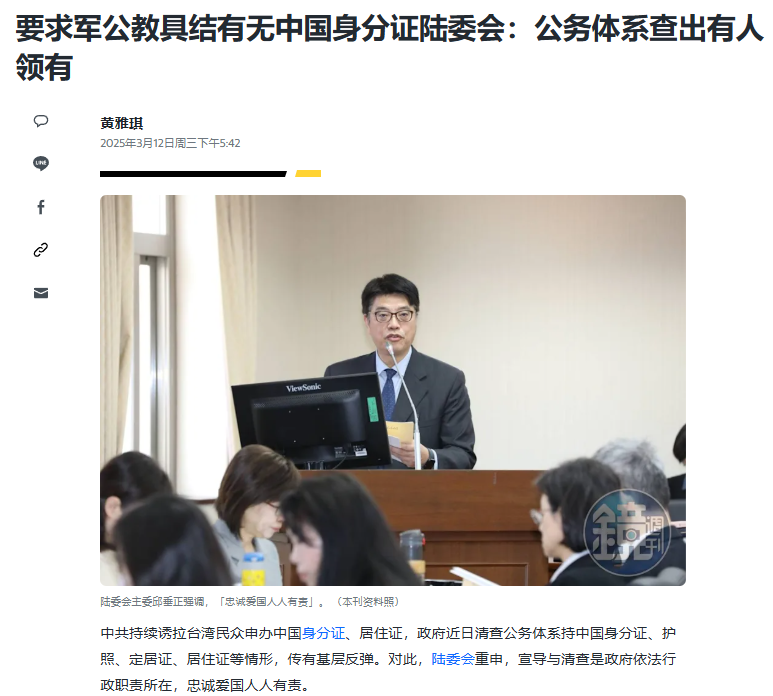 要求军公教具结有无中国身分证陆委会：公务体系查出有人
领有
黄雅琪
2025年3月12日周三下午5:42
LINE
ViewSonic
鏡週刊
陆委会主委邱垂正强调，「忠诚爱国人人有责」。（本刊资料照）
中共持续诱拉台湾民众申办中国身分证、居住证，政府近日清查公务体系持中国身分证、护
照、定居证、居住证等情形，传有基层反弹。对此，陆委会重申，宣导与清查是政府依法行
政职责所在，忠诚爱国人人有责。